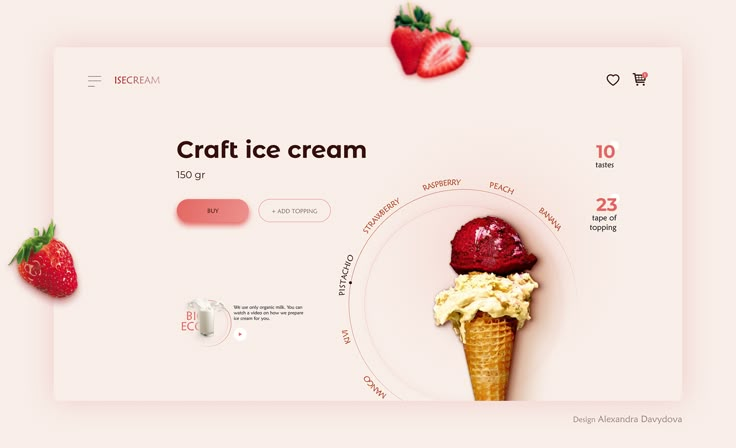 ISECREAM
Craft ice cream
150 gr
BUY
+ ADD TOPPING
10
tastes
23
tape of
topping
STRAWBERRY
RASPBERRY
PEACH
BANANA
PISTACHIO
KIVI
MANGO
BIO
ECO
We use only organic milk. You can
watch a video on how we prepare
ice cream for you.
Design Alexandra Davydova